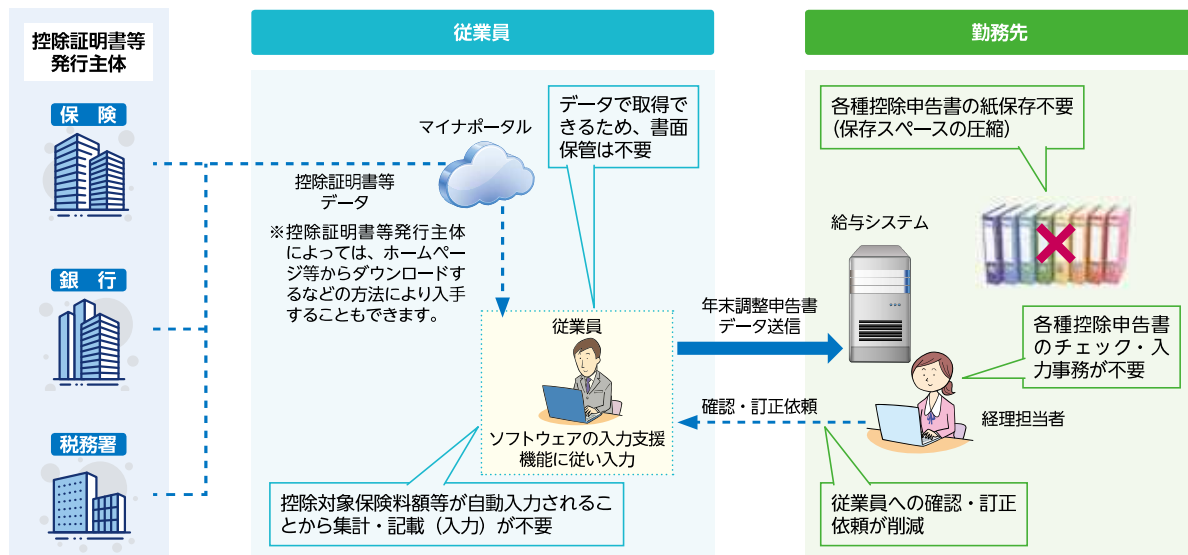 控除証明書等
発行主体
保険
銀行
税務署
従業員
マイナポータル
データで取得で
きるため、書面
保管は不要
控除証明書等
データ
※控除証明書等発行主体
によっては、ホームペー
ジ等からダウンロードす
るなどの方法により入手
することもできます。
従業員
ソフトウェアの入力支援
機能に従い入力
控除対象保険料額等が自動入力されるこ
とから集計・記載（入力）が不要
年末調整申告書
データ送信
確認・訂正依頼
勤務先
各種控除申告書の紙保存不要
（保存スペースの圧縮）
給与システム
各種控除申告書
のチェック・入
力事務が不要
経理担当者
従業員への確認・訂正
依頼が削減